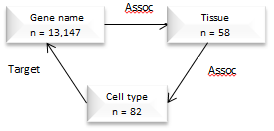 Assoc
Gene name
n = 13,147
Tissue
n = 58
Target
Assoc
Cell type
n = 82